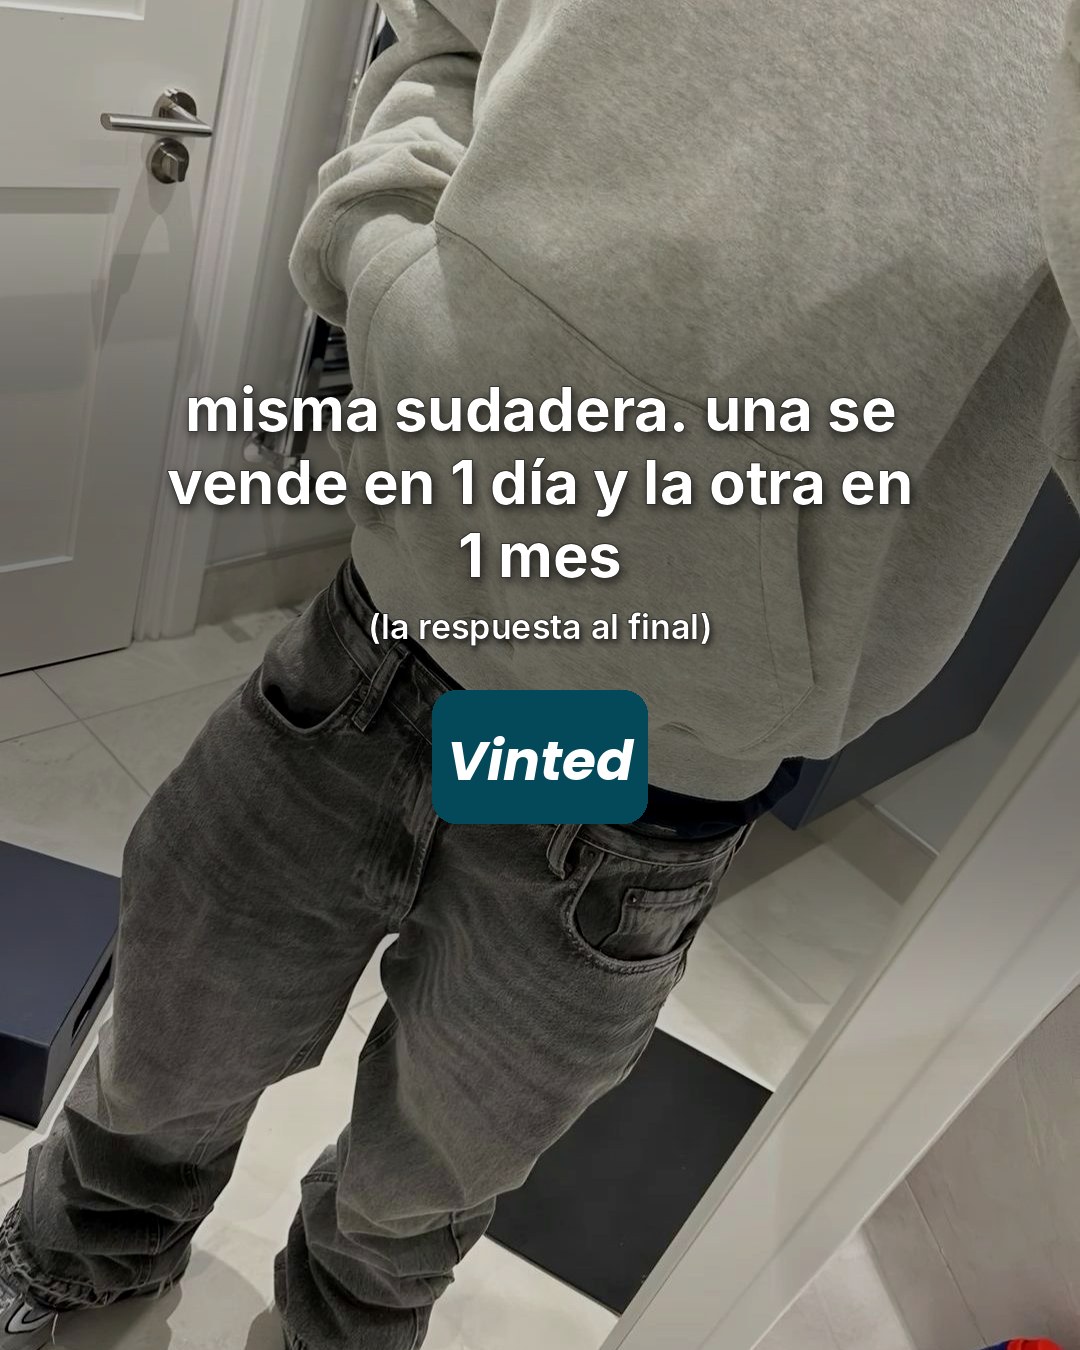 misma sudadera. una se
vende en 1 día y la otra en
1 mes
(la respuesta al final)
Vinted